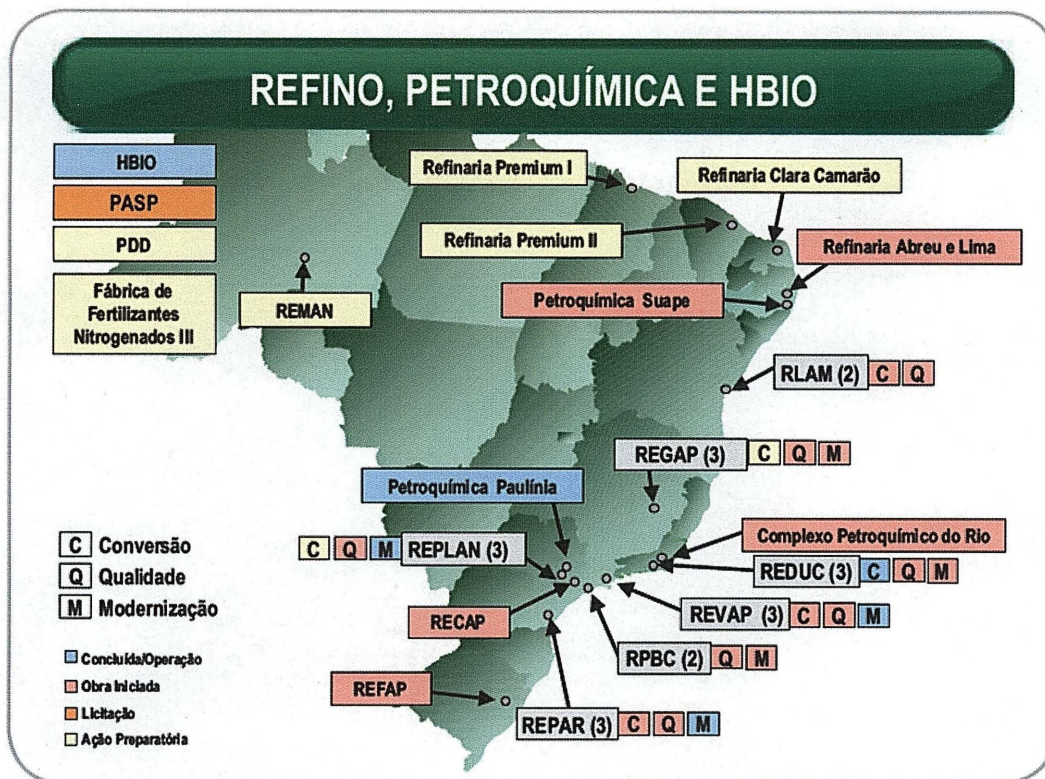 REFINO, PETROQUÍMICA E HBIO
HBIO
PASP
PDD
Fábrica de
Fertilizantes
Nitrogenados III
Refinaria Premium I
Refinaria Clara Camarão
Refinaria Premium II
Refinaria Abreu e Lima
REMAN
Petroquímica Suape
RLAM (2) C Q
REGAP (3) C Q M
Petroquímica Paulínia
Complexo Petroquímico do Rio
C Q M REPLAN (3)
REDUC (3) C Q M
RECAP
REVAP (3) C Q M
RPBC (2) Q M
REFAP
REPAR (3) C Q M
C Conversão
Q Qualidade
M Modernização
Concluída/Operação
Obra Iniciada
Licitação
Ação Preparatória